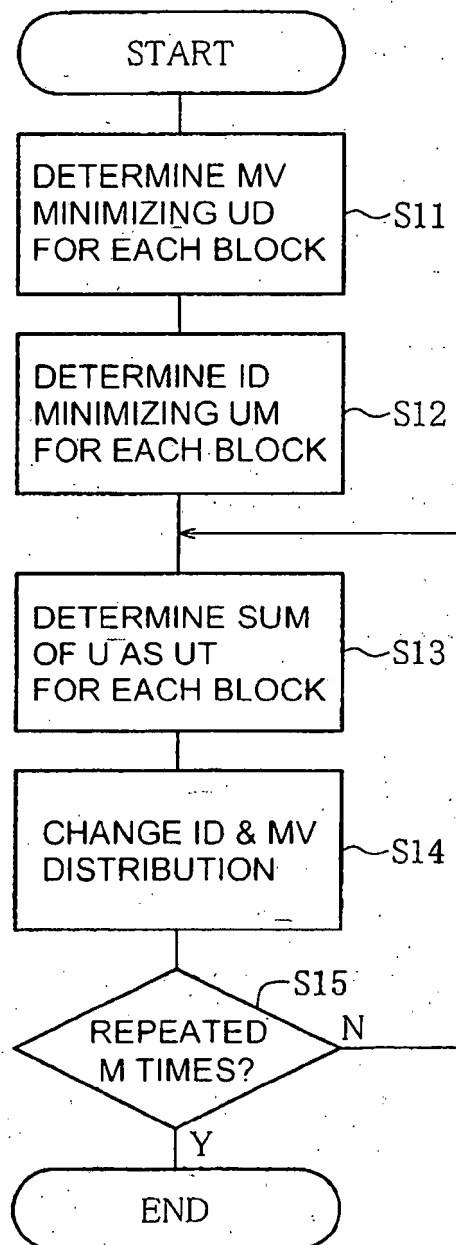 START
DETERMINE MV
MINIMIZING UD
FOR EACH BLOCK
S11
DETERMINE ID
MINIMIZING UM
FOR EACH BLOCK
S12
DETERMINE SUM
OF U AS UT
FOR EACH BLOCK
S13
CHANGE ID & MV
DISTRIBUTION
S14
S15
REPEATED
M TIMES?
N
Y
END